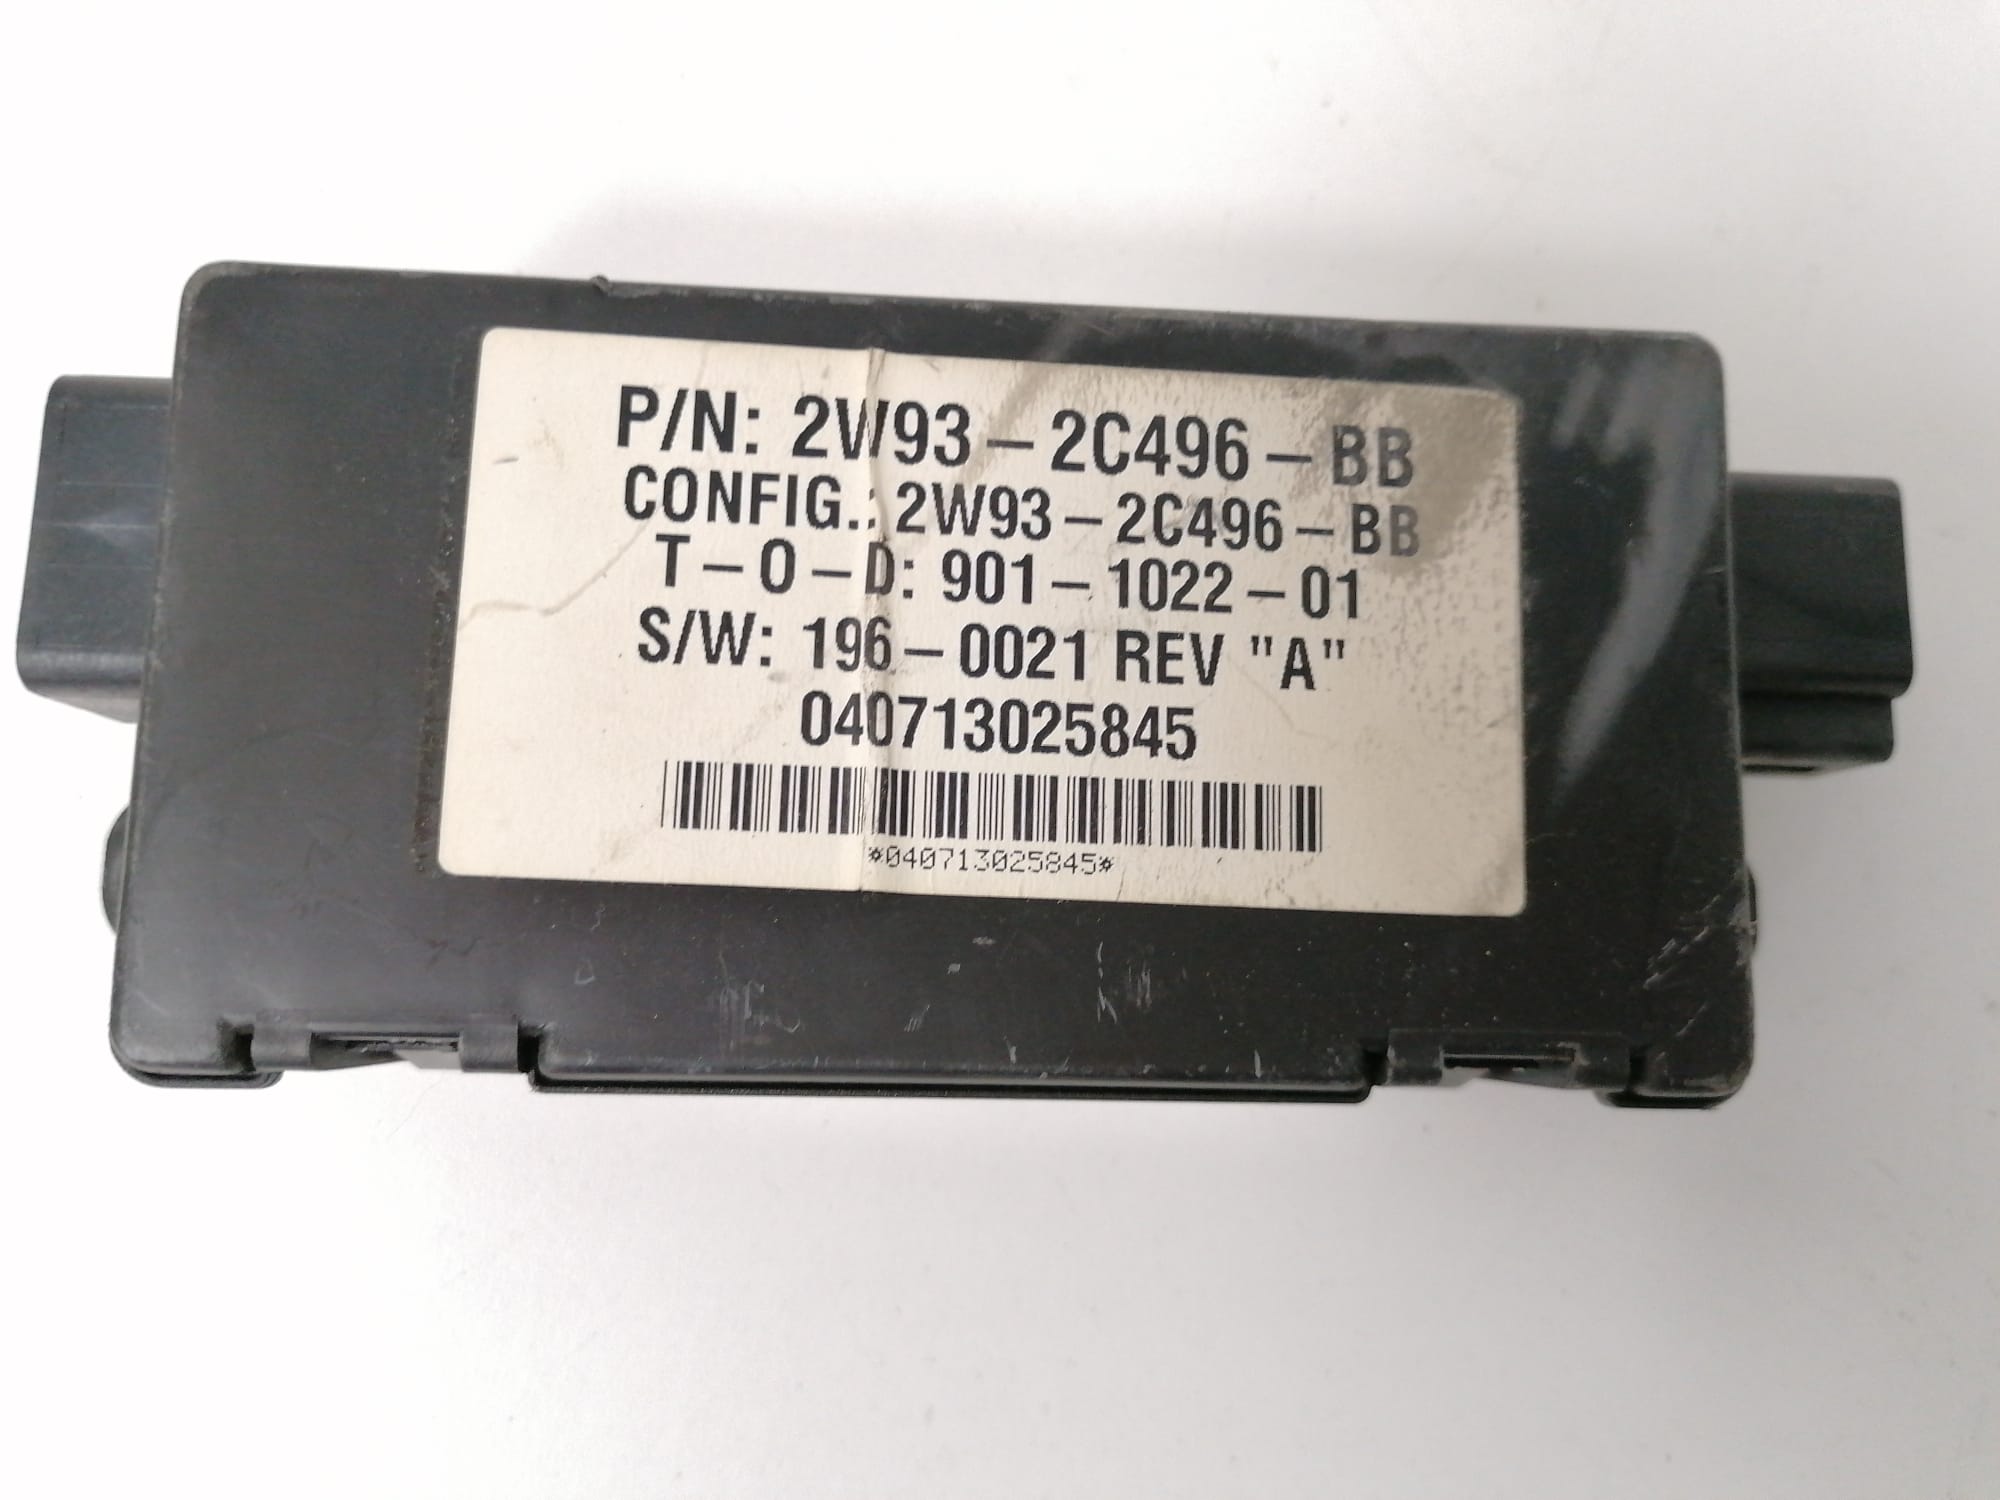 P/N: 2W93-2C496-BB
CONFIG.: 2W93-2C496-BB
T-O-D: 901-1022-01
S/W: 196-0021 REV "A"
040713025845
*040713025845*